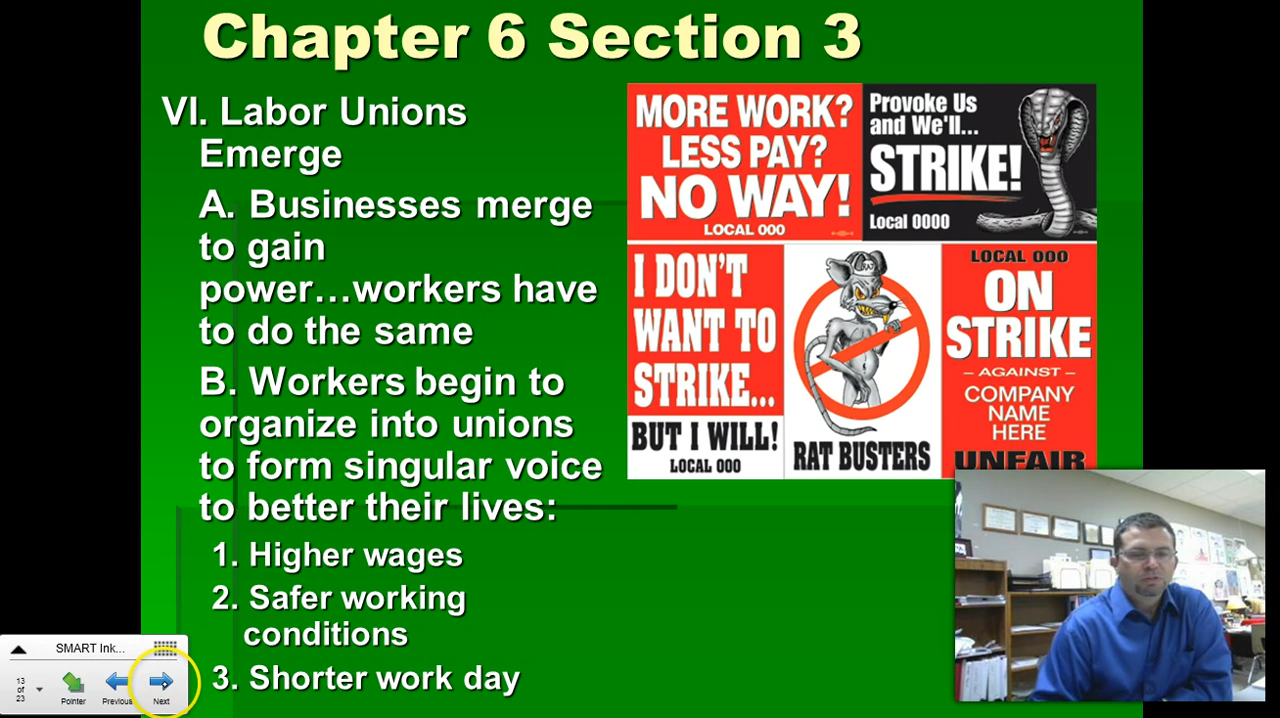 Chapter 6 Section 3
VI. Labor Unions
Emerge
A. Businesses merge
to gain
power…workers have
to do the same
B. Workers begin to
organize into unions
to form singular voice
to better their lives:
1. Higher wages
2. Safer working
conditions
3. Shorter work day
MORE WORK?
LESS PAY?
NO WAY!
LOCAL 000
Provoke Us
and We'll...
STRIKE!
Local 0000
I DON'T
WANT TO
STRIKE...
BUT I WILL!
LOCAL 000
RAT
RAT BUSTERS
LOCAL 000
ON
STRIKE
– AGAINST –
COMPANY
NAME
HERE
UNFAIR
SMART Ink...
13
of
23
Pointer
Previous
Next